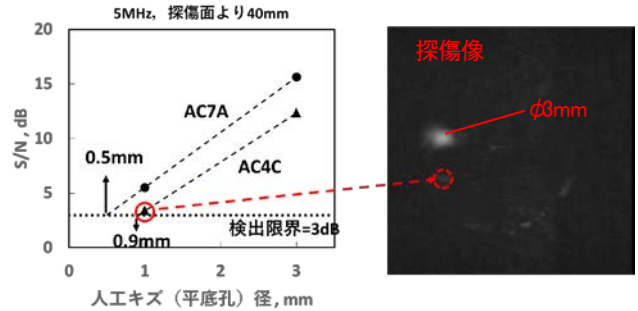 5MHz, 探傷面より40mm
20
15
10
5
0
S/N, dB
AC7A
AC4C
0.5mm
0.9mm
検出限界=3dB
0 1 2 3
人工キズ（平底孔）径, mm
探傷像
φ3mm